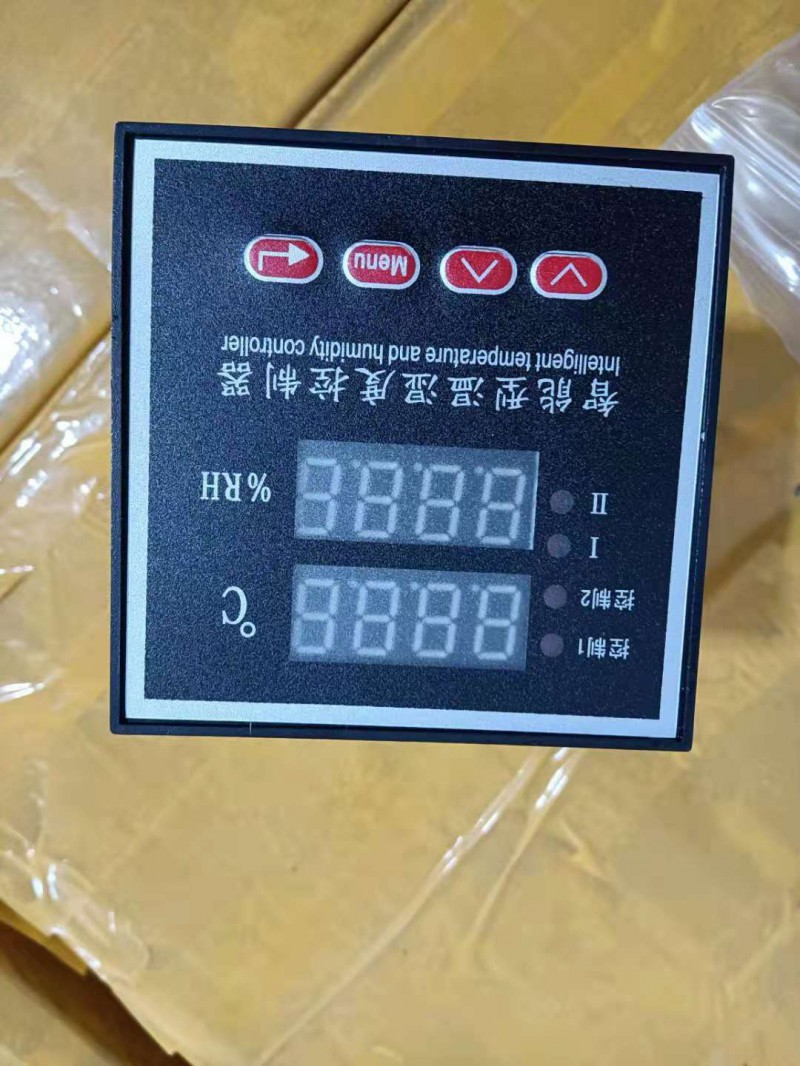 控制1
℃
控制2
I
II
%RH
智能型温湿度控制器
Intelligent temperature and humidity controller
Menu